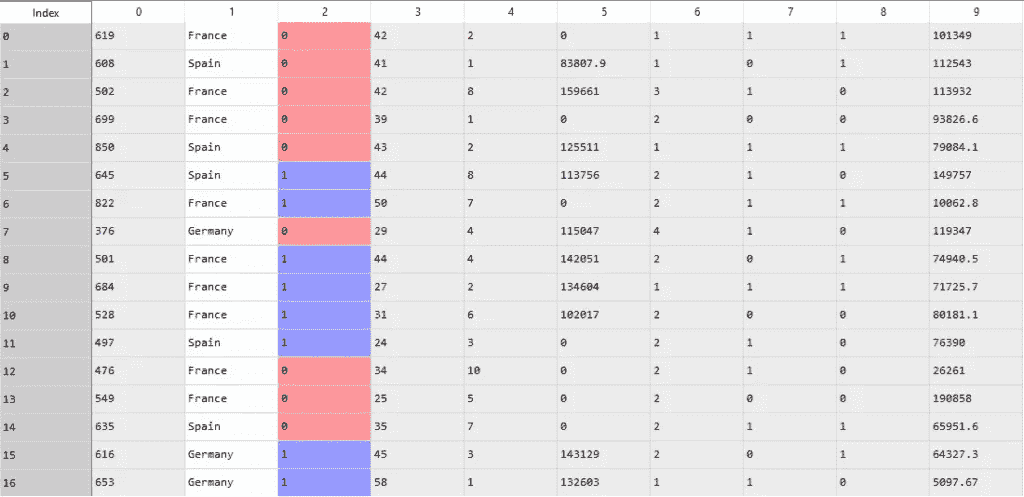 Index 0 1 2 3 4 5 6 7 8 9
0 619 France 0 42 2 0 1 1 1 101349
1 608 Spain 0 41 1 83807.9 1 0 1 112543
2 502 France 0 42 8 159661 3 1 0 113932
3 699 France 0 39 1 0 2 0 0 93826.6
4 850 Spain 0 43 2 125511 1 1 1 79084.1
5 645 Spain 1 44 8 113756 2 1 0 149757
6 822 France 1 50 7 0 2 1 1 10062.8
7 376 Germany 0 29 4 115047 4 1 0 119347
8 501 France 1 44 4 142051 2 0 1 74940.5
9 684 France 1 27 2 134604 1 1 1 71725.7
10 528 France 1 31 6 102017 2 0 0 80181.1
11 497 Spain 1 24 3 0 2 1 0 76390
12 476 France 0 34 10 0 2 1 0 26261
13 549 France 0 25 5 0 2 0 0 190858
14 635 Spain 0 35 7 0 2 1 1 65951.6
15 616 Germany 1 45 3 143129 2 0 1 64327.3
16 653 Germany 1 58 1 132603 1 1 0 5097.67